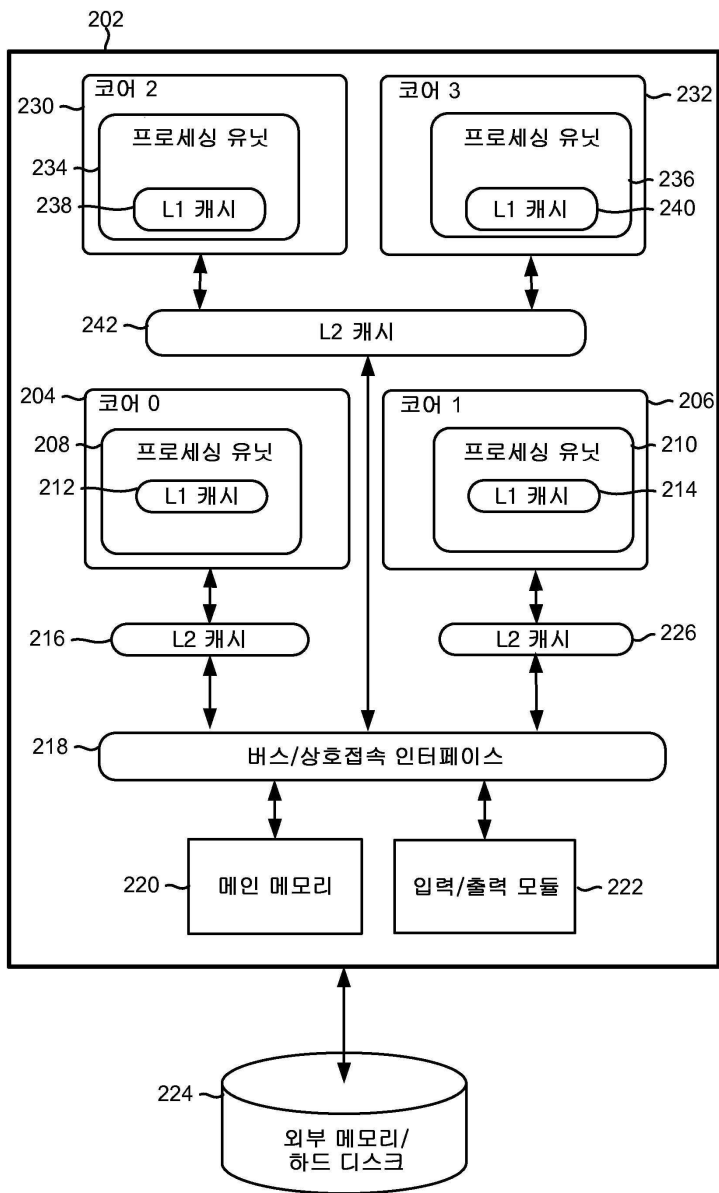 202
코어 2
코어 3
230
232
프로세싱 유닛
프로세싱 유닛
234
236
238
L1 캐시
L1 캐시
240
242
L2 캐시
204
코어 0
코어 1
206
208
프로세싱 유닛
프로세싱 유닛
210
212
L1 캐시
L1 캐시
214
216
L2 캐시
L2 캐시
226
218
버스/상호접속 인터페이스
220
메인 메모리
입력/출력 모듈
222
224
외부 메모리/
하드 디스크